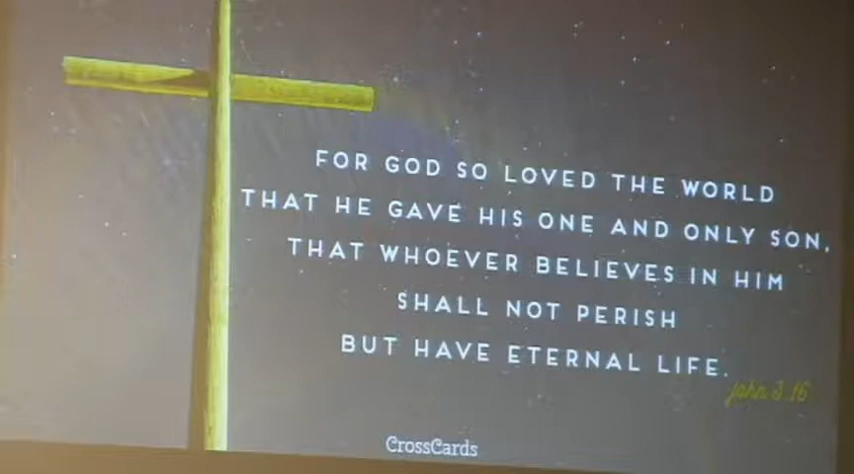 FOR GOD SO LOVED THE WORLD
THAT HE GAVE HIS ONE AND ONLY SON,
THAT WHOEVER BELIEVES IN HIM
SHALL NOT PERISH
BUT HAVE ETERNAL LIFE.
john 3:16
CrossCards